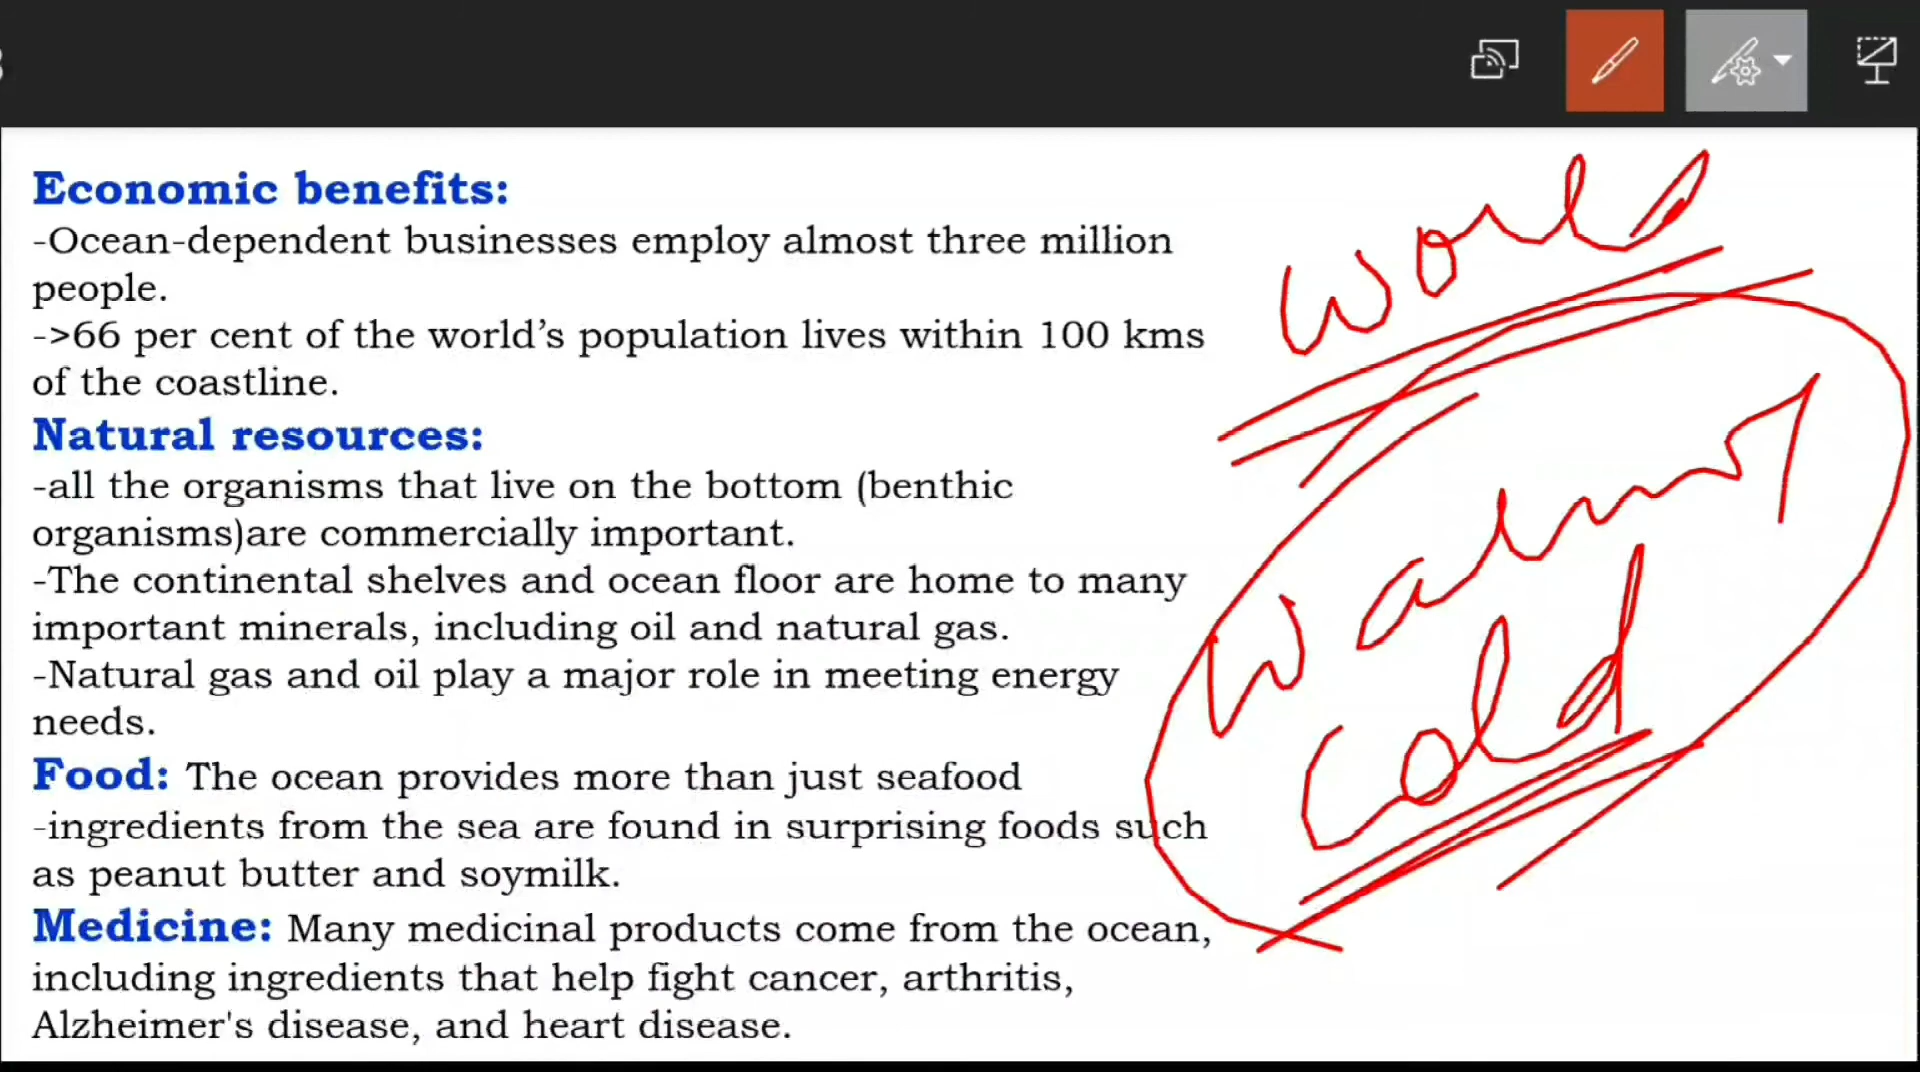 Economic benefits:
-Ocean-dependent businesses employ almost three million
people.
->66 per cent of the world’s population lives within 100 kms
of the coastline.
Natural resources:
-all the organisms that live on the bottom (benthic
organisms)are commercially important.
-The continental shelves and ocean floor are home to many
important minerals, including oil and natural gas.
-Natural gas and oil play a major role in meeting energy
needs.
Food: The ocean provides more than just seafood
-ingredients from the sea are found in surprising foods such
as peanut butter and soymilk.
Medicine: Many medicinal products come from the ocean,
including ingredients that help fight cancer, arthritis,
Alzheimer's disease, and heart disease.
World
Cold